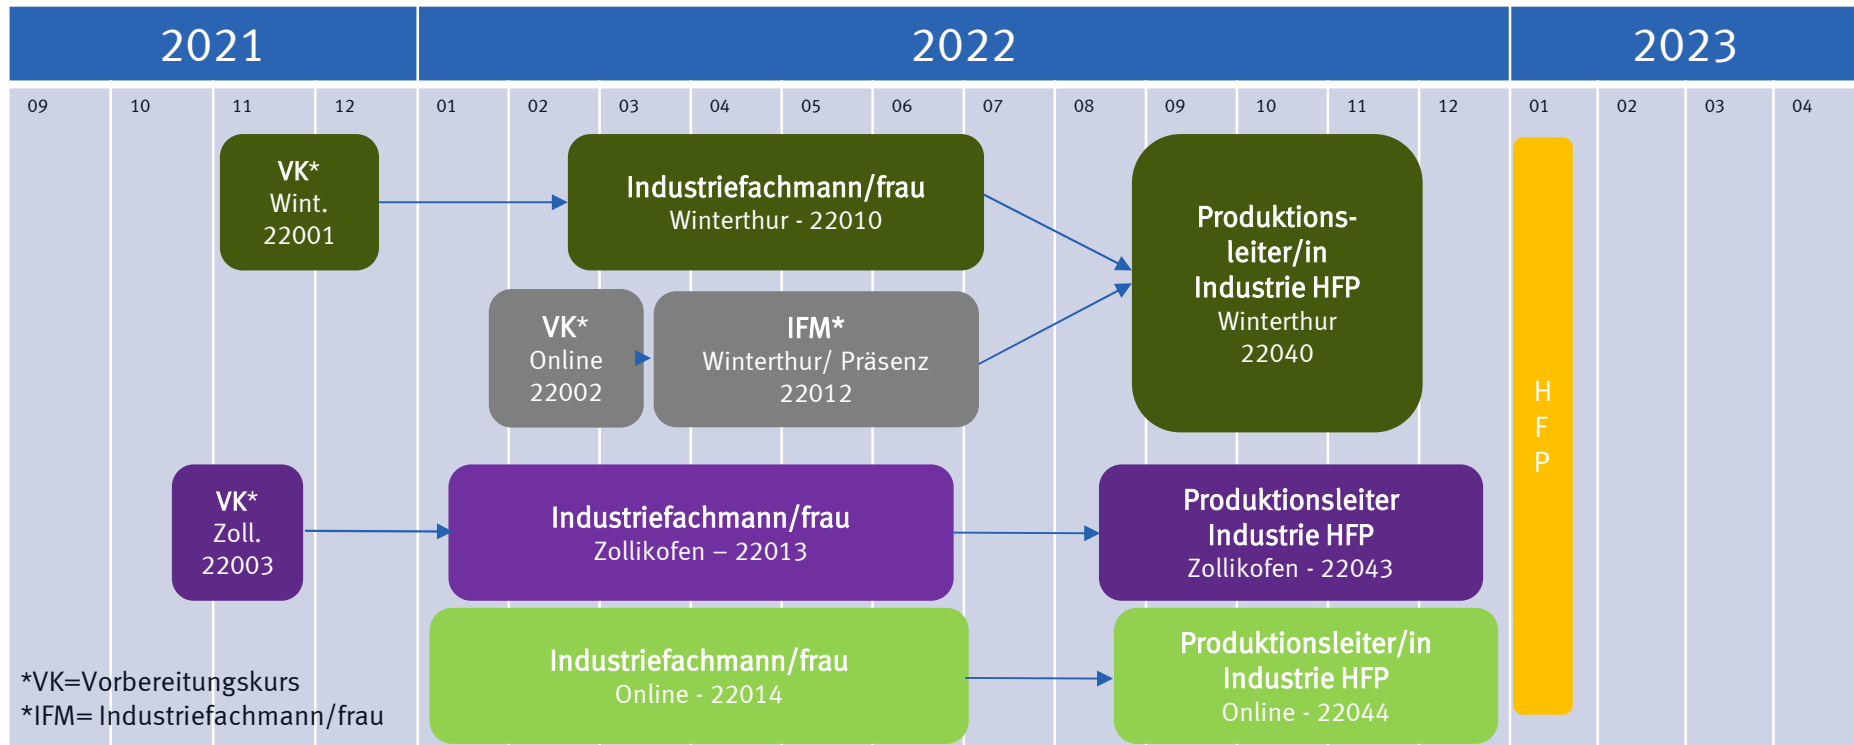 2021 2022 2023
09 10 11 12 01 02 03 04 05 06 07 08 09 10 11 12 01 02 03 04
VK*
Wint.
22001
Industriefachmann/frau
Winterthur - 22010
Produktions-
leiter/in
Industrie HFP
Winterthur
22040
VK*
Online
22002
IFM*
Winterthur/ Präsenz
22012
H
F
P
VK*
Zoll.
22003
Industriefachmann/frau
Zollikofen – 22013
Produktionsleiter
Industrie HFP
Zollikofen - 22043
Industriefachmann/frau
Online - 22014
Produktionsleiter/in
Industrie HFP
Online - 22044
*VK=Vorbereitungskurs
*IFM= Industriefachmann/frau